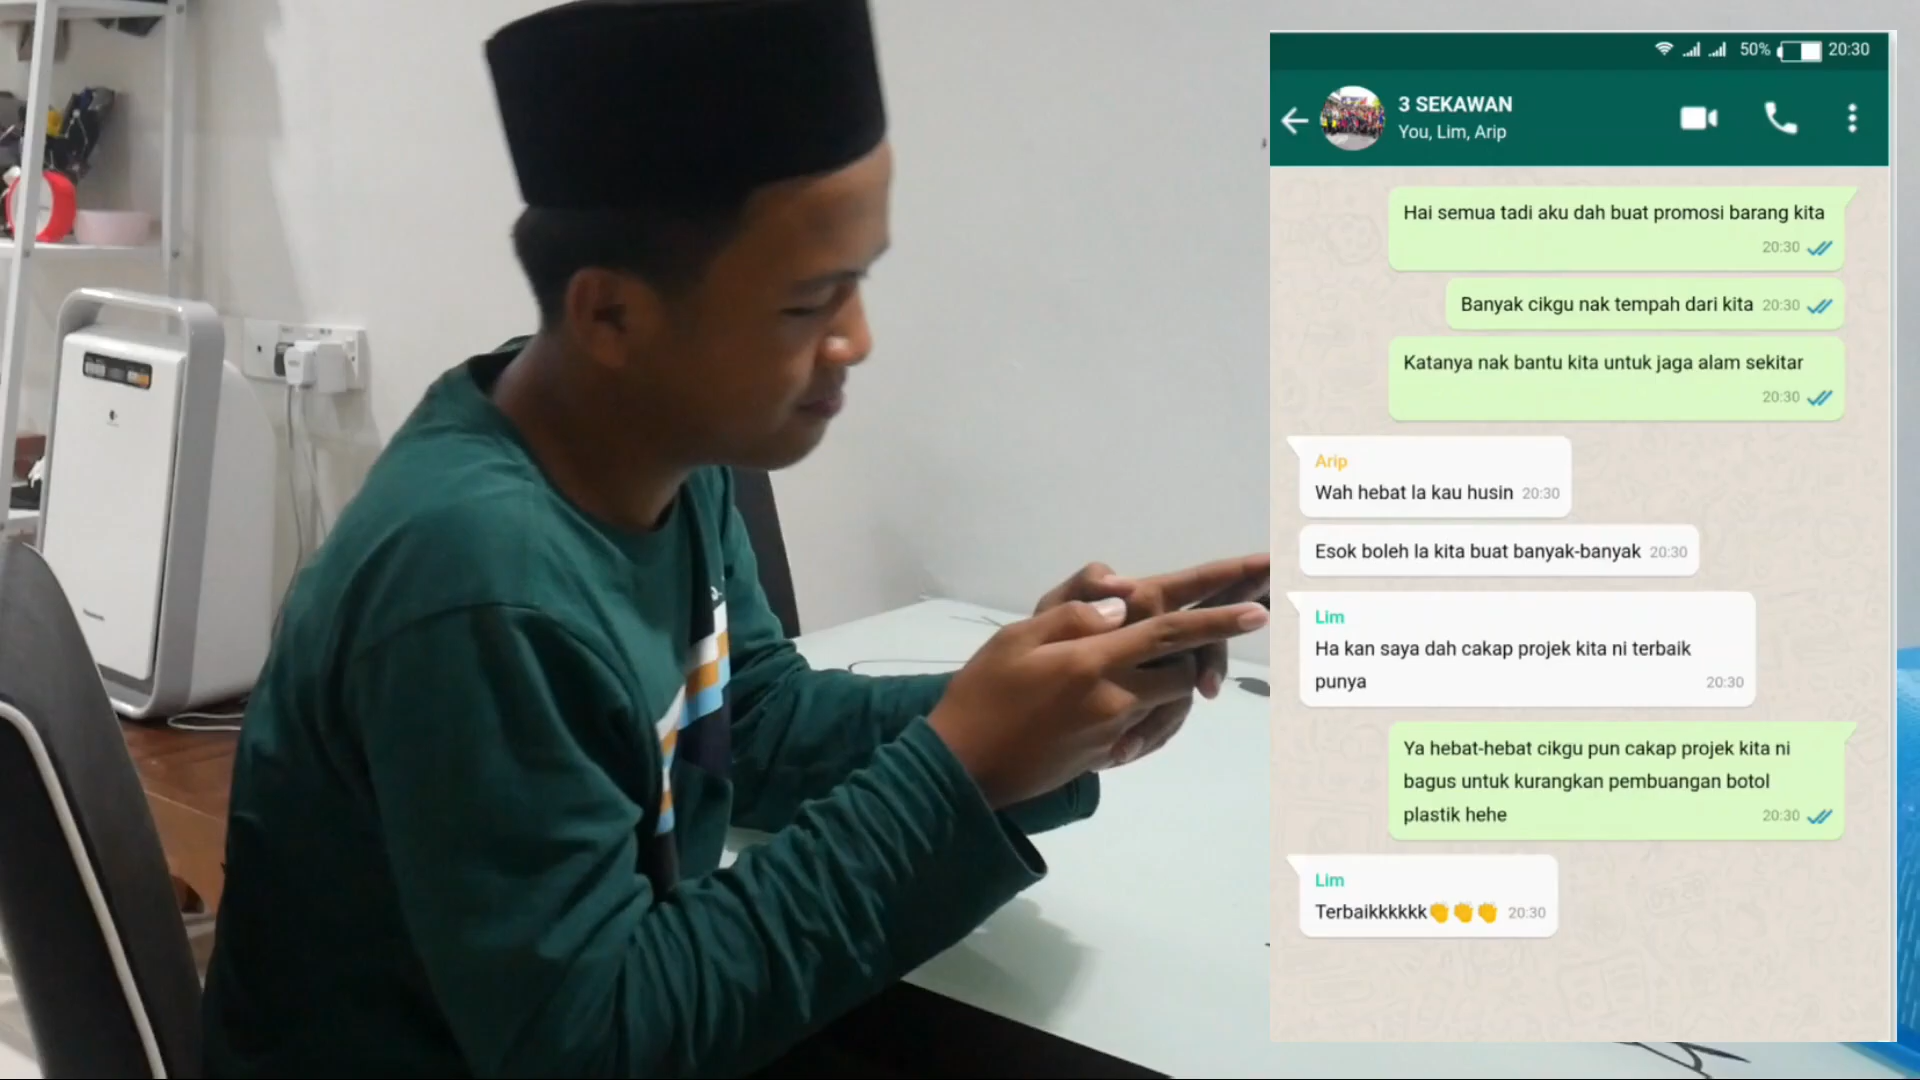 50% 20:30
3 SEKAWAN
You, Lim, Arip
Hai semua tadi aku dah buat promosi barang kita
20:30
Banyak cikgu nak tempah dari kita 20:30
Katanya nak bantu kita untuk jaga alam sekitar
20:30
Arip
Wah hebat la kau husin 20:30
Esok boleh la kita buat banyak-banyak 20:30
Lim
Ha kan saya dah cakap projek kita ni terbaik
punya 20:30
Ya hebat-hebat cikgu pun cakap projek kita ni
bagus untuk kurangkan pembuangan botol
plastik hehe 20:30
Lim
Terbaikkkkkk👏👏👏 20:30